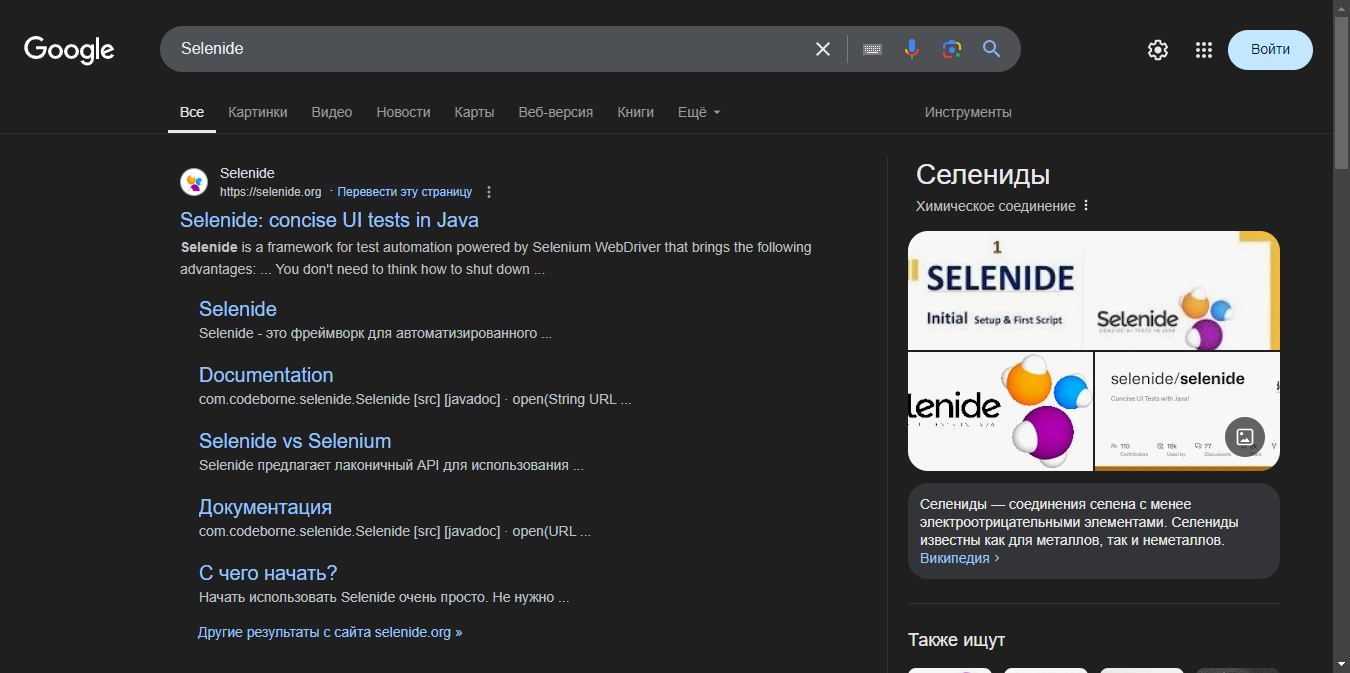 Google
Selenide
Войти
Все Картинки Видео Новости Карты Веб-версия Книги Ещё Инструменты
Selenide
https://selenide.org · Перевести эту страницу
Selenide: concise UI tests in Java
Selenide is a framework for test automation powered by Selenium WebDriver that brings the following
advantages: ... You don't need to think how to shut down ...
Selenide
Selenide - это фреймворк для автоматизированного ...
Documentation
com.codeborne.selenide.Selenide [src] [javadoc] · open(String URL ...
Selenide vs Selenium
Selenide предлагает лаконичный API для использования ...
Документация
com.codeborne.selenide.Selenide [src] [javadoc] · open(URL ...
С чего начать?
Начать использовать Selenide очень просто. Не нужно ...
Другие результаты с сайта selenide.org »
Селениды
Химическое соединение
1
SELENIDE
Initial Setup & First Script
Selenide
CONCISE UI TESTS IN JAVA
lenide
selenide/selenide
Concise UI Tests with Java!
110 18k 77
Contributors Used by Discussions
Селениды — соединения селена с менее
электроотрицательными элементами. Селениды
известны как для металлов, так и неметаллов.
Википедия ›
Также ищут